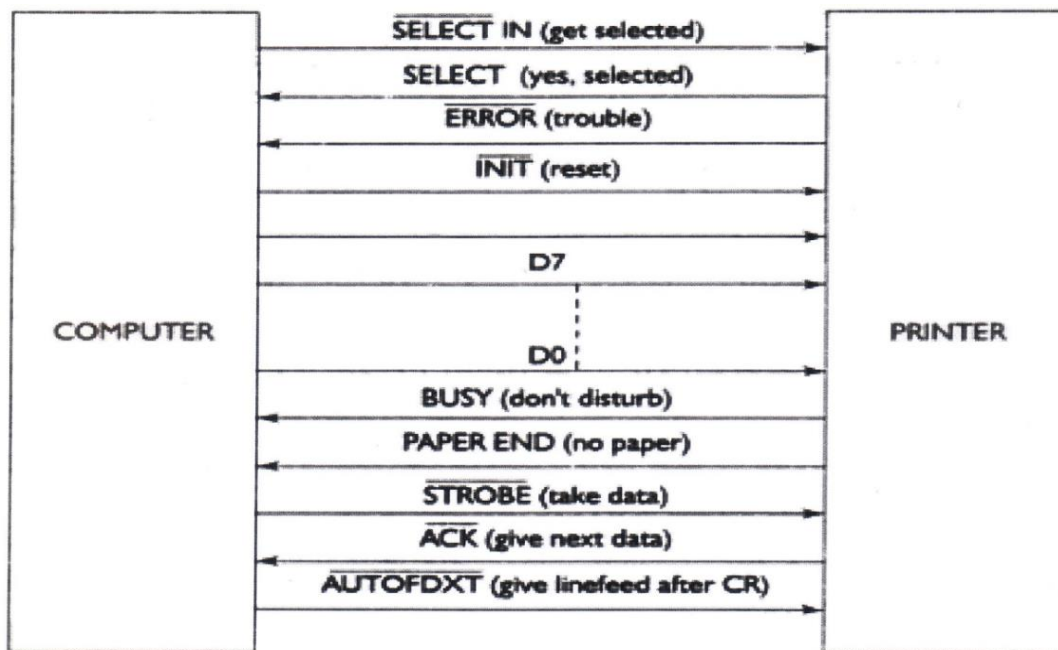 SELECT IN (get selected)
SELECT (yes, selected)
ERROR (trouble)
INIT (reset)
D7
COMPUTER
PRINTER
D0
BUSY (don't disturb)
PAPER END (no paper)
STROBE (take data)
ACK (give next data)
AUTOFDXT (give linefeed after CR)